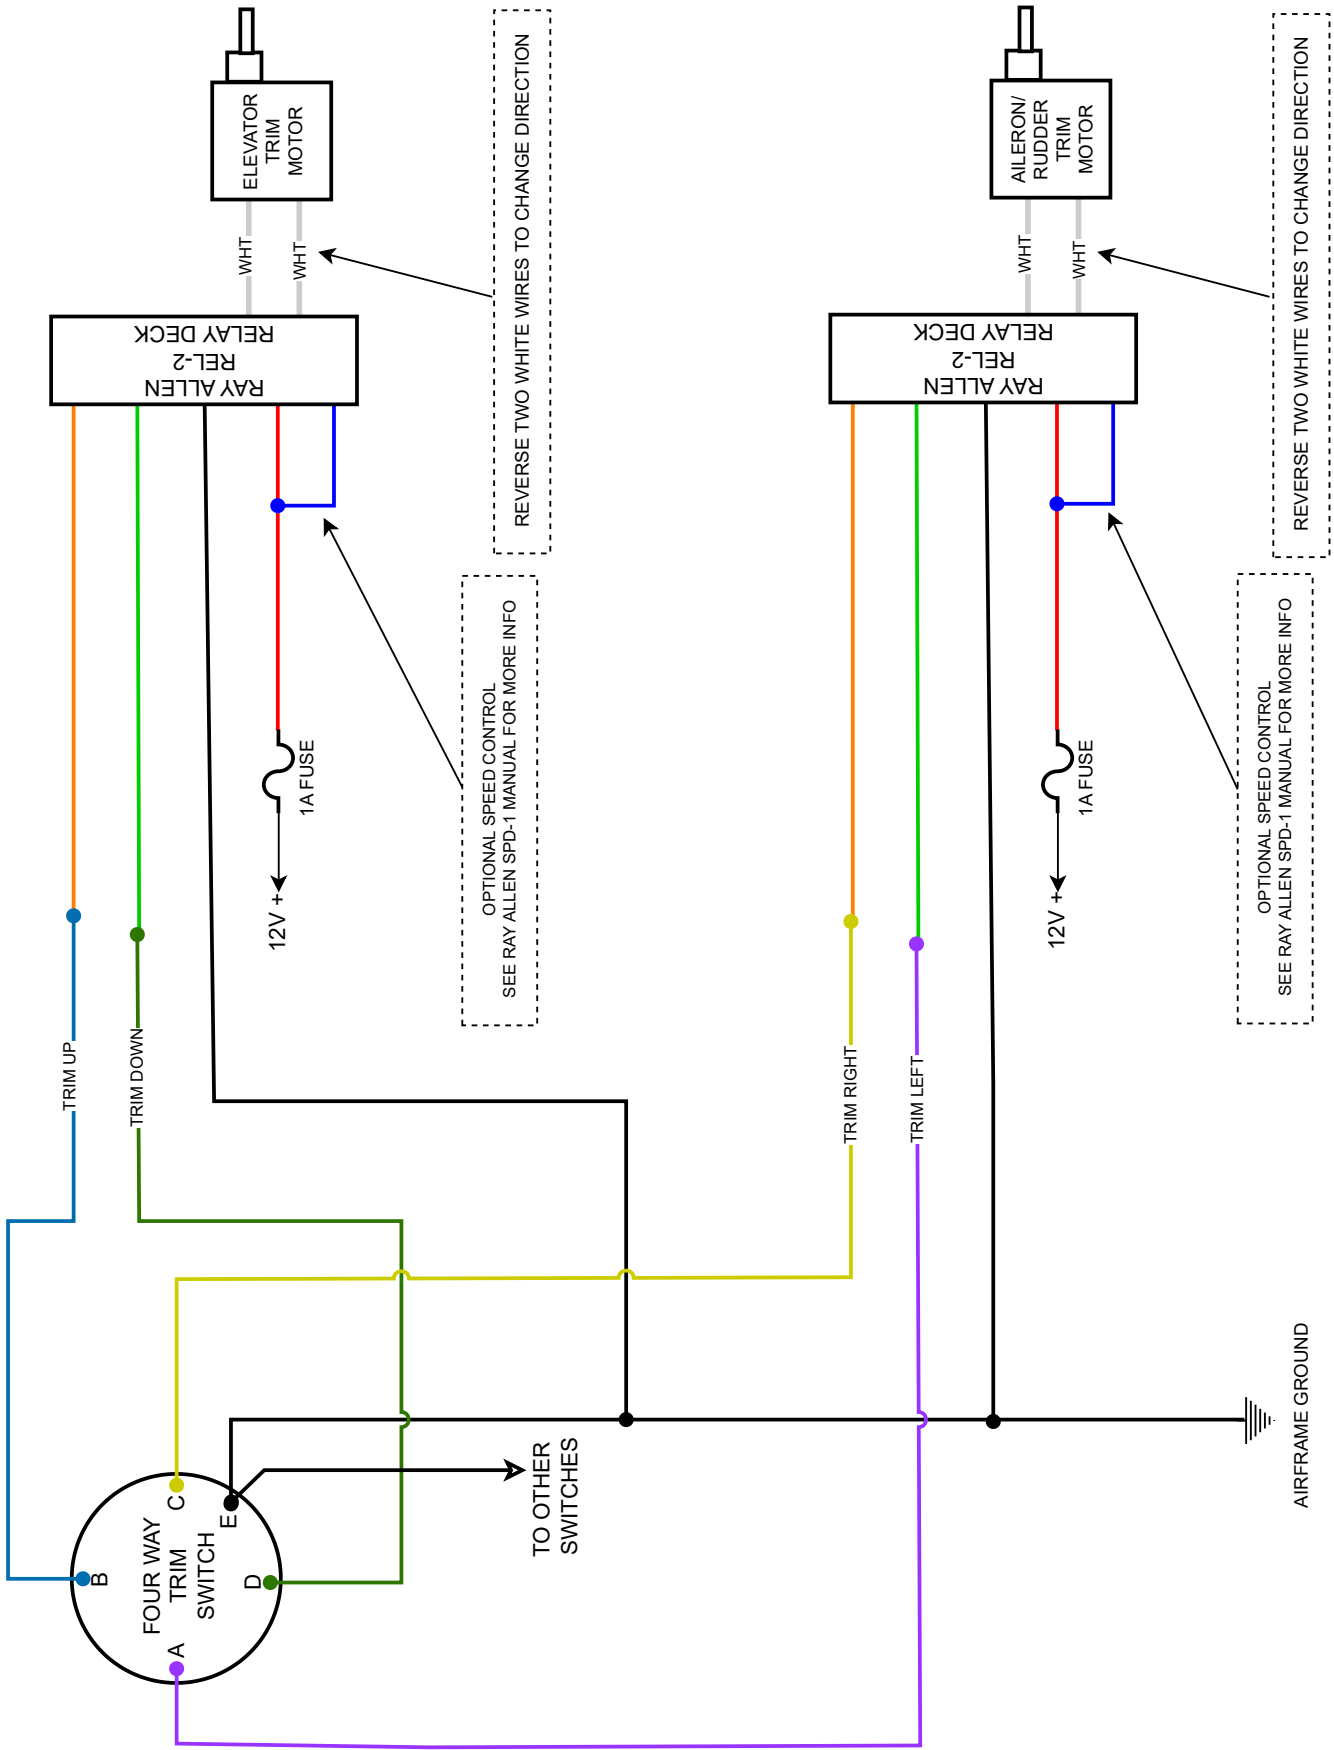 ELEVATOR
TRIM
MOTOR
WHT
WHT
REVERSE TWO WHITE WIRES TO CHANGE DIRECTION
RAY ALLEN
REL-2
RELAY DECK
OPTIONAL SPEED CONTROL
SEE RAY ALLEN SPD-1 MANUAL FOR MORE INFO
1A FUSE
12V +
TRIM UP
TRIM DOWN
AILERON/
RUDDER
TRIM
MOTOR
WHT
WHT
REVERSE TWO WHITE WIRES TO CHANGE DIRECTION
RAY ALLEN
REL-2
RELAY DECK
OPTIONAL SPEED CONTROL
SEE RAY ALLEN SPD-1 MANUAL FOR MORE INFO
1A FUSE
12V +
TRIM RIGHT
TRIM LEFT
FOUR WAY
TRIM
SWITCH
A
B
C
D
E
TO OTHER
SWITCHES
AIRFRAME GROUND